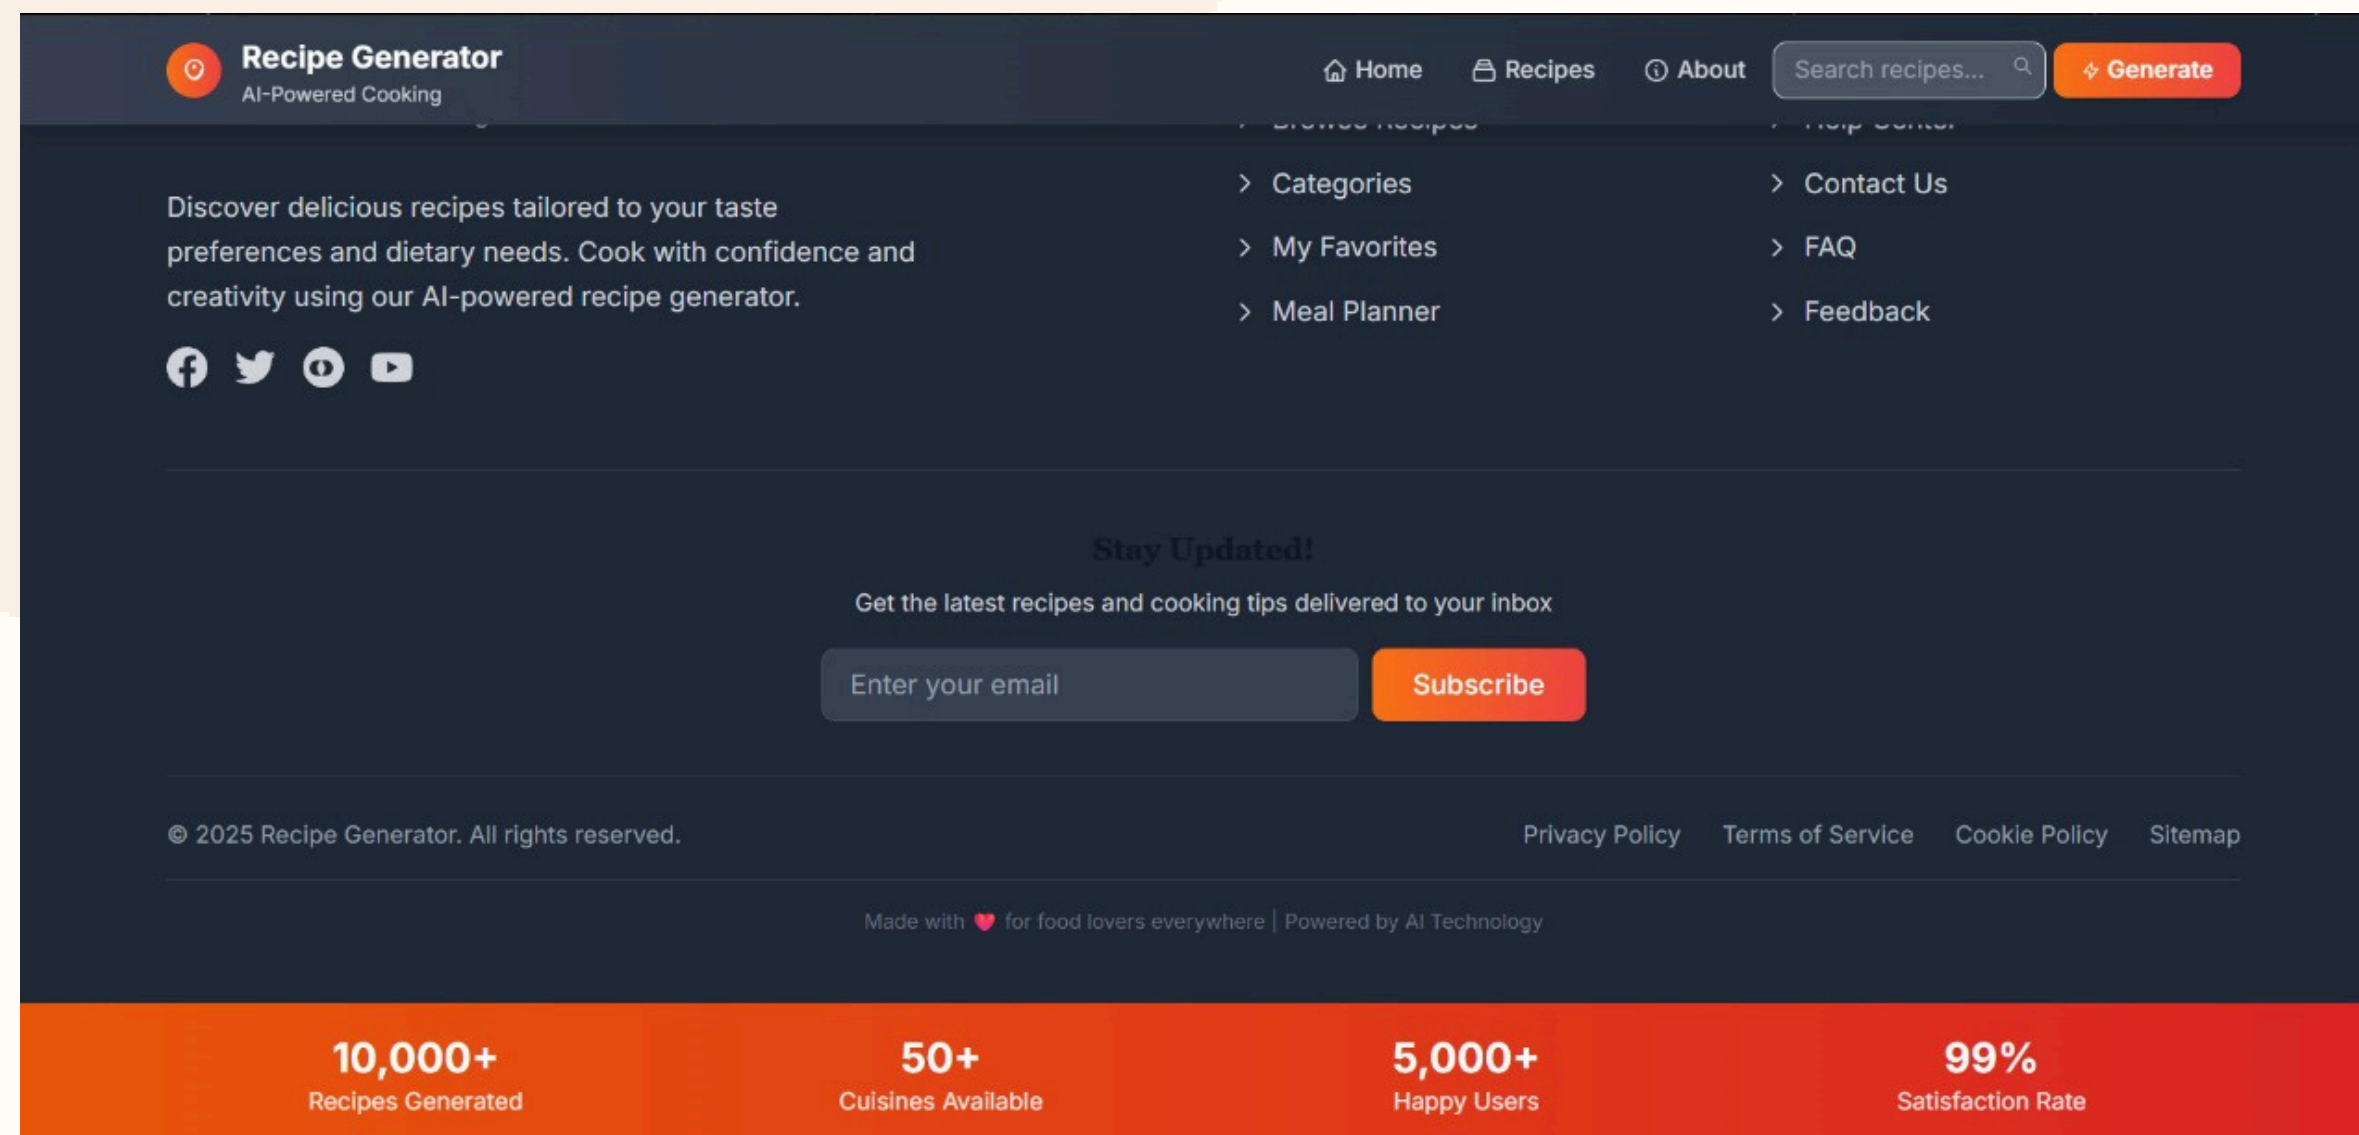 Recipe Generator
AI-Powered Cooking
Home
Recipes
About
Search recipes...
Generate
Browse Recipes
Help Center
Discover delicious recipes tailored to your taste
preferences and dietary needs. Cook with confidence and
creativity using our AI-powered recipe generator.
Categories
My Favorites
Meal Planner
Contact Us
FAQ
Feedback
Stay Updated!
Get the latest recipes and cooking tips delivered to your inbox
Enter your email
Subscribe
© 2025 Recipe Generator. All rights reserved.
Privacy Policy
Terms of Service
Cookie Policy
Sitemap
Made with ❤️ for food lovers everywhere | Powered by AI Technology
10,000+
Recipes Generated
50+
Cuisines Available
5,000+
Happy Users
99%
Satisfaction Rate